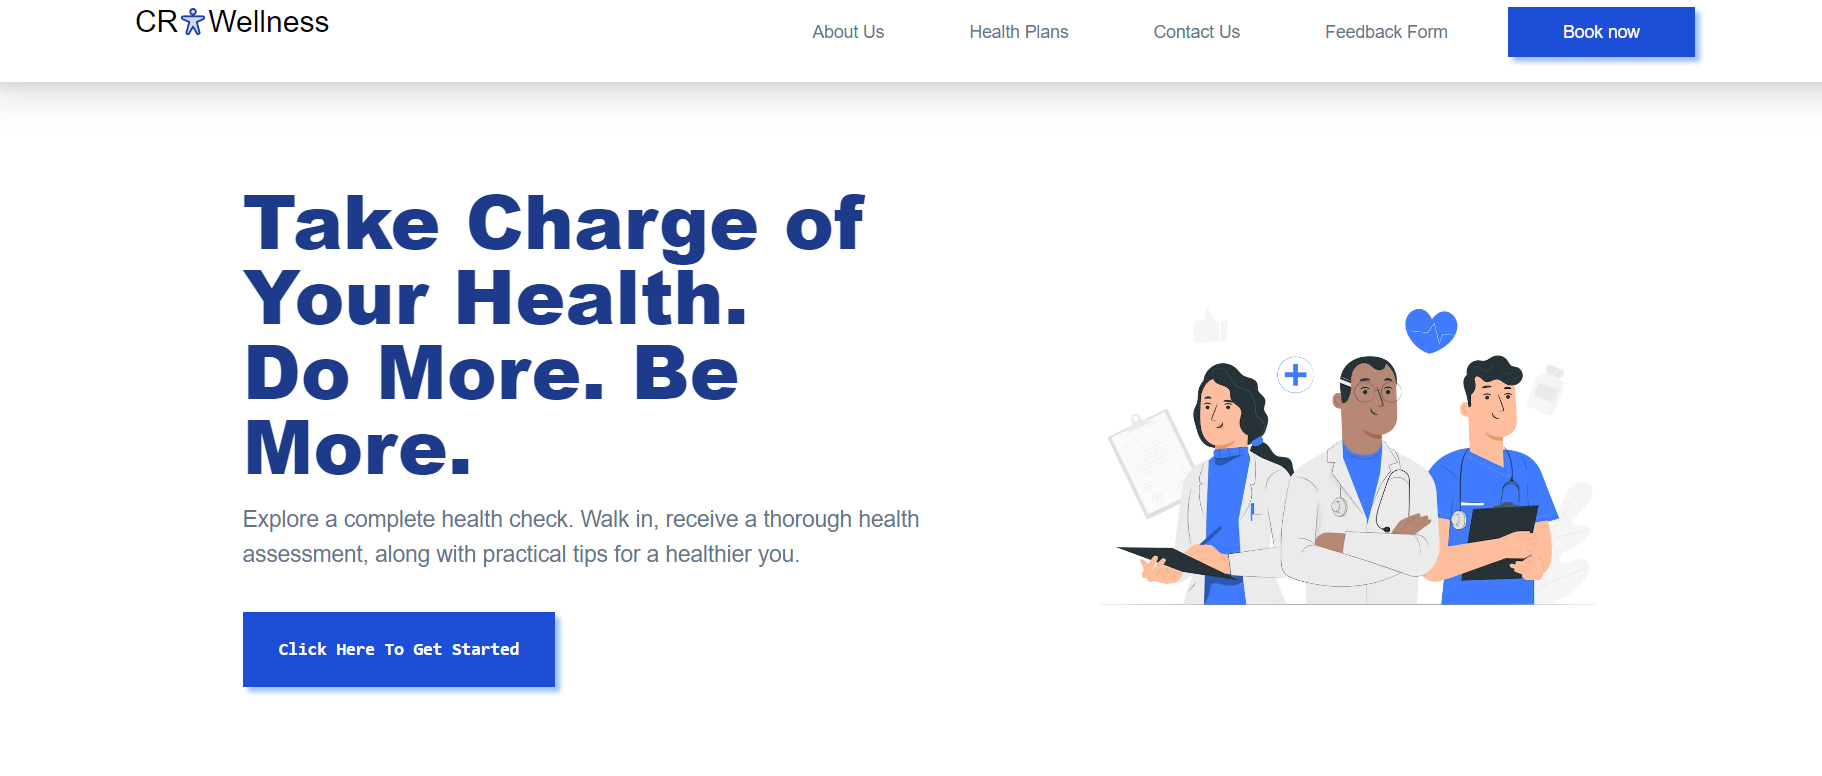 CR Wellness
About Us
Health Plans
Contact Us
Feedback Form
Book now
Take Charge of
Your Health.
Do More. Be
More.
Explore a complete health check. Walk in, receive a thorough health
assessment, along with practical tips for a healthier you.
Click Here To Get Started